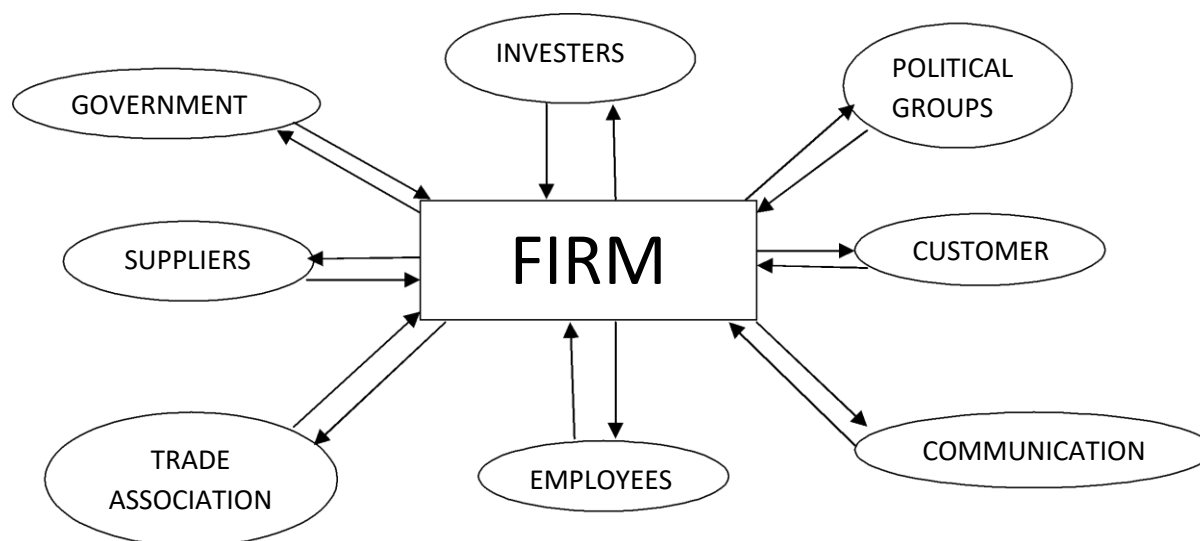 INVESTERS
POLITICAL
GROUPS
GOVERNMENT
SUPPLIERS
FIRM
CUSTOMER
TRADE
ASSOCIATION
EMPLOYEES
COMMUNICATION